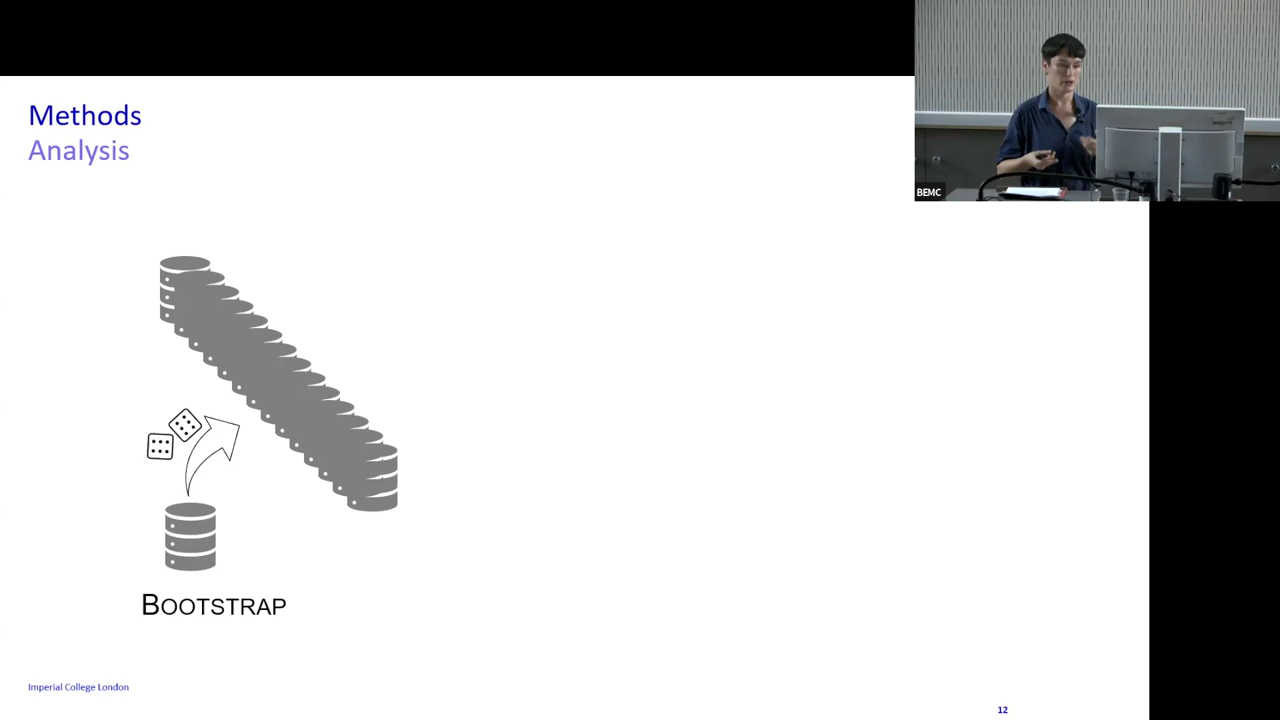 Methods
Analysis
BEMC
BOOTSTRAP
Imperial College London
12